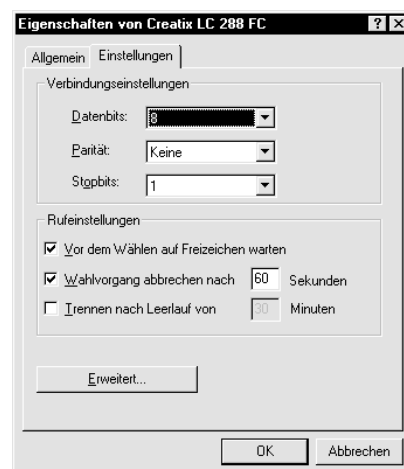 Eigenschaften von Creatix LC 288 FC
Allgemein Einstellungen
Verbindungseinstellungen
Datenbits: 8
Parität: Keine
Stopbits: 1
Rufeinstellungen
Vor dem Wählen auf Freizeichen warten
Wahlvorgang abbrechen nach 60 Sekunden
Trennen nach Leerlauf von 30 Minuten
Erweitert...
OK Abbrechen